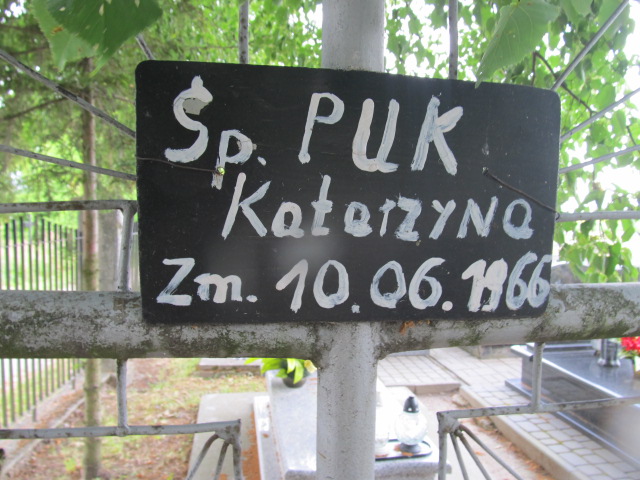 Śp. PUK
Katarzyna
Zm. 10.06.1966